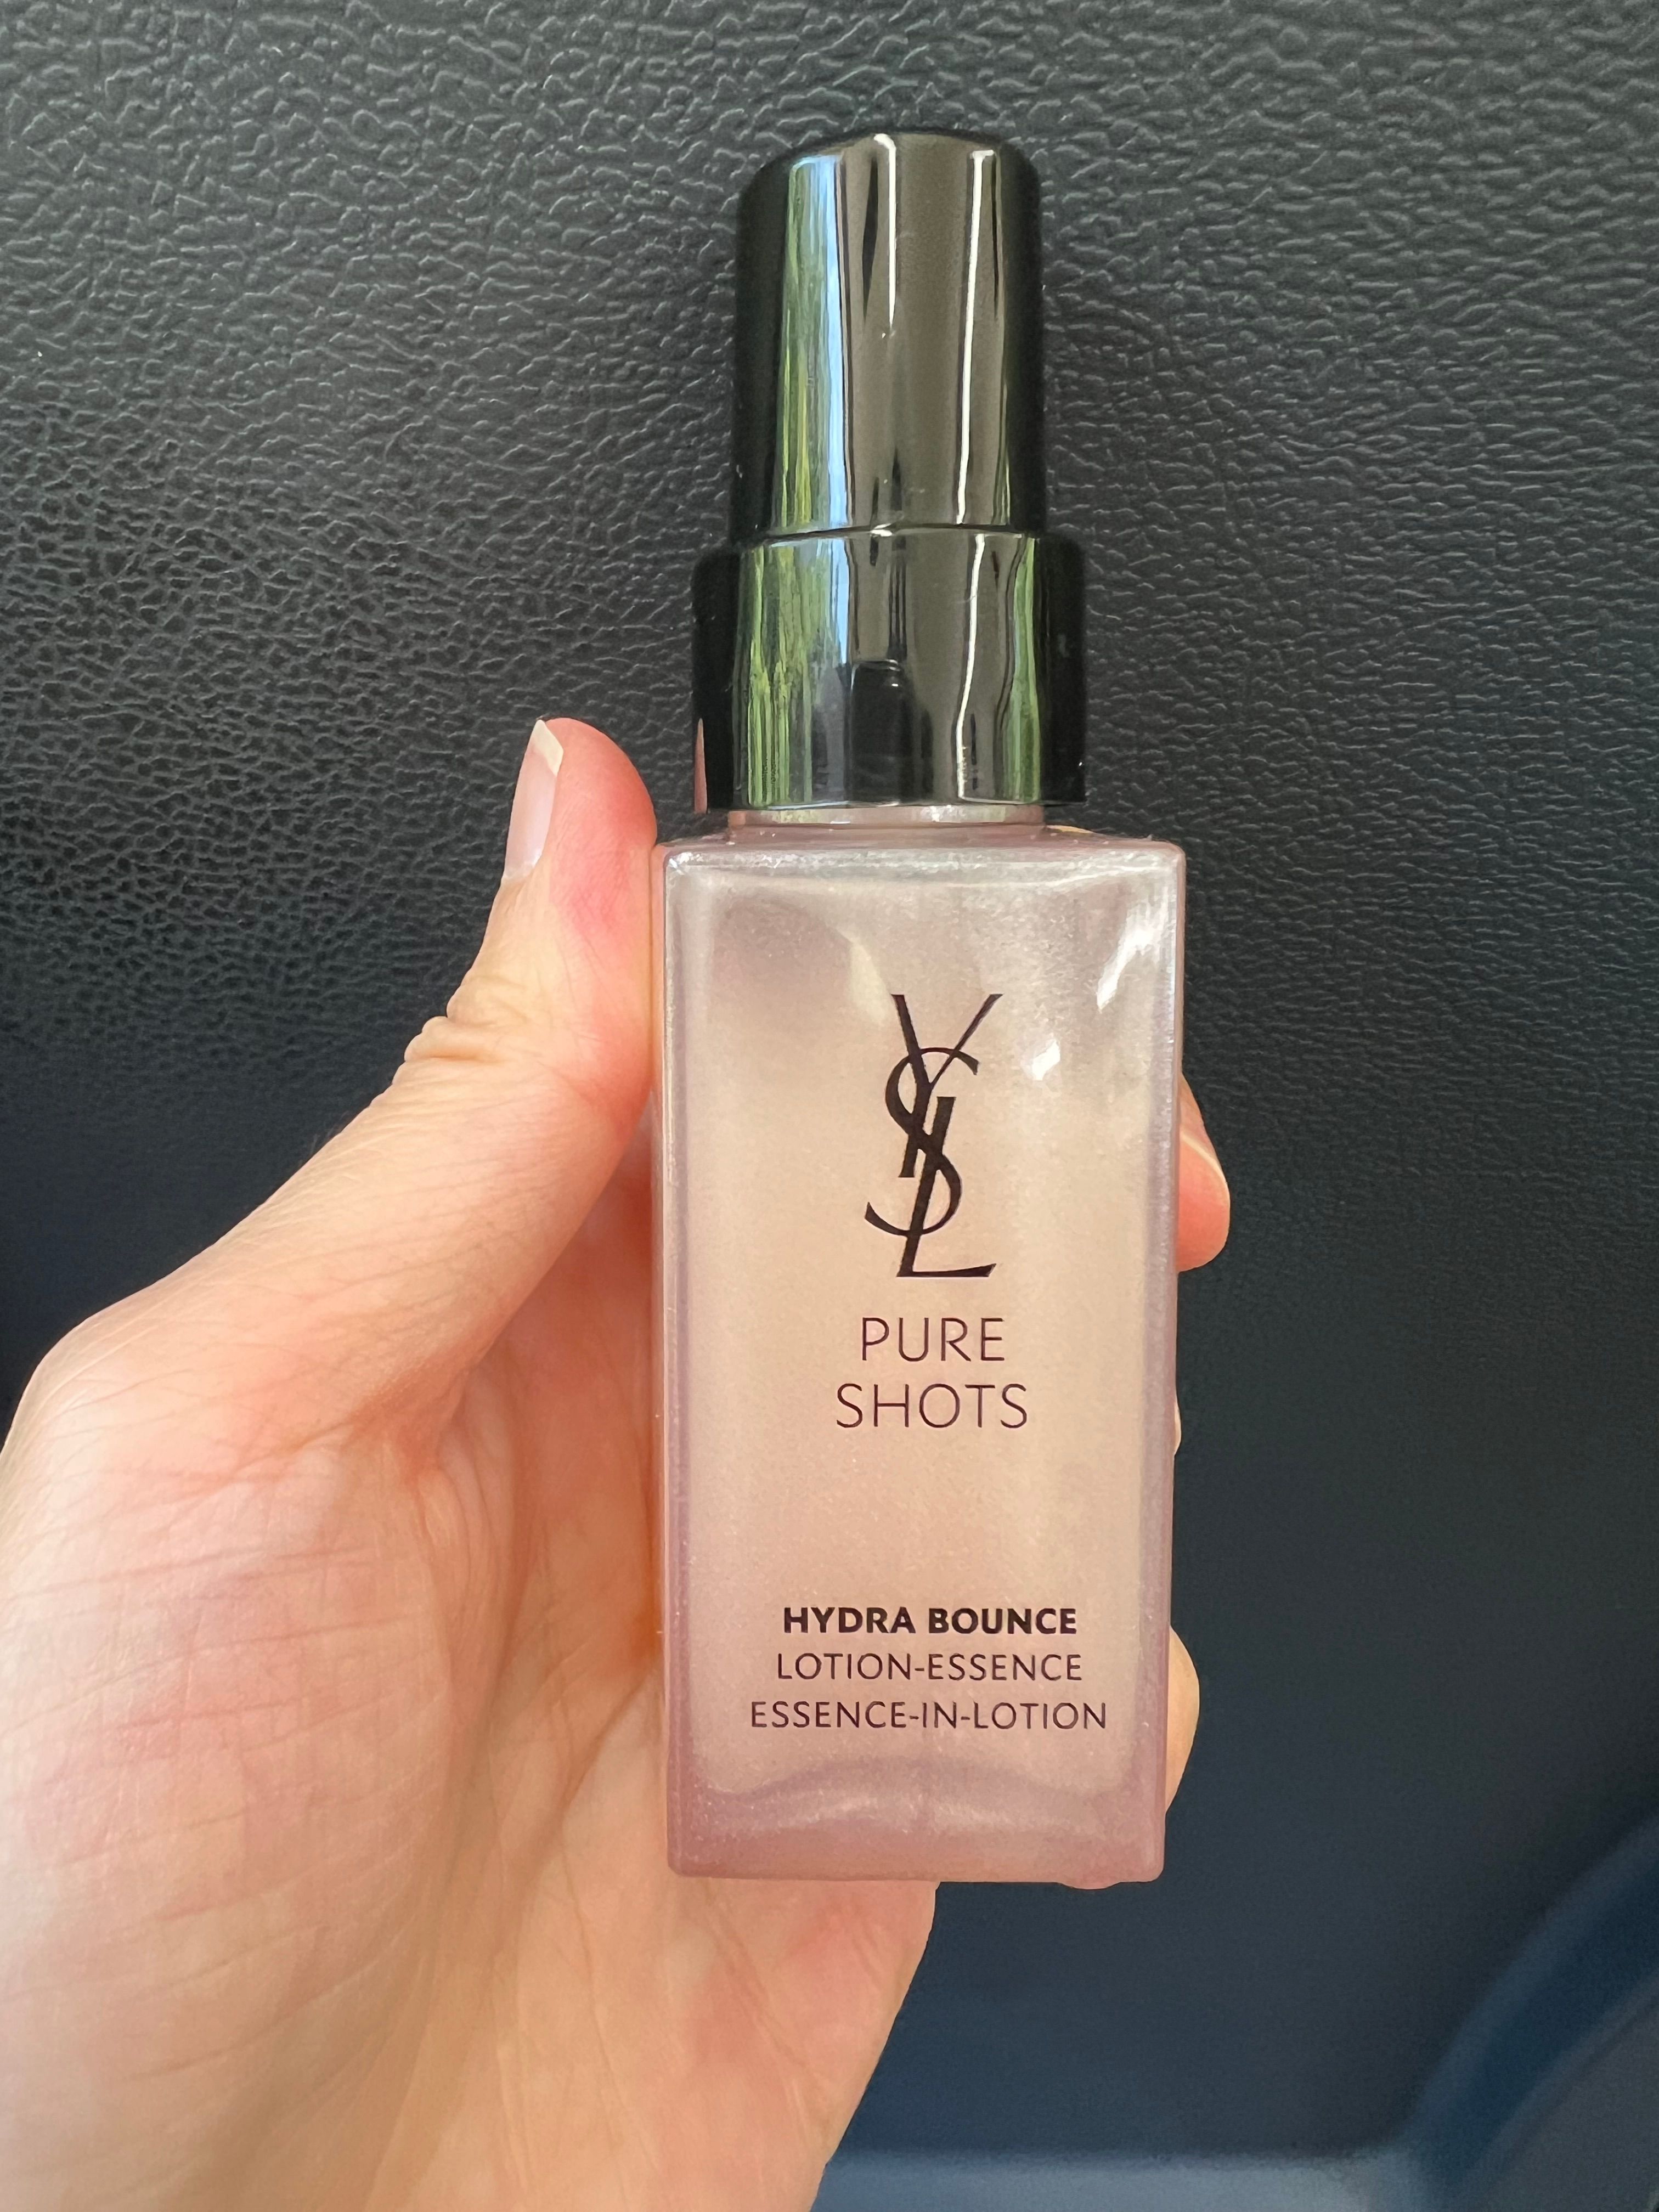 YSL
PURE
SHOTS
HYDRA BOUNCE
LOTION-ESSENCE
ESSENCE-IN-LOTION